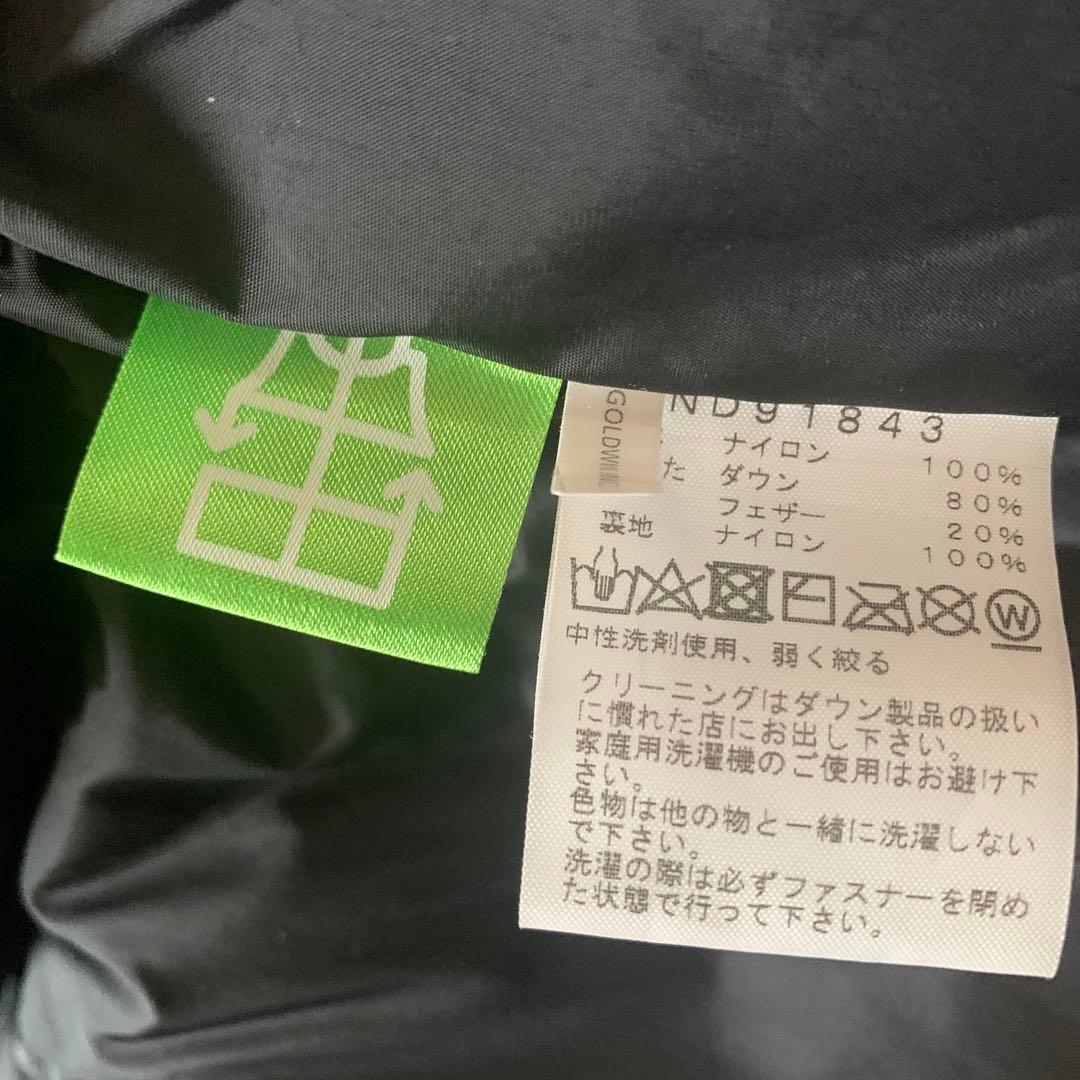 GOLDWIN INC
ND91843
ナイロン 100%
た ダウン 80%
フェザー 20%
裏地 ナイロン 100%
W
中性洗剤使用、弱く絞る
クリーニングはダウン製品の扱い
に慣れた店にお出し下さい。
家庭用洗濯機のご使用はお避け下
さい。
色物は他の物と一緒に洗濯しない
で下さい。
洗濯の際は必ずファスナーを閉め
た状態で行って下さい。